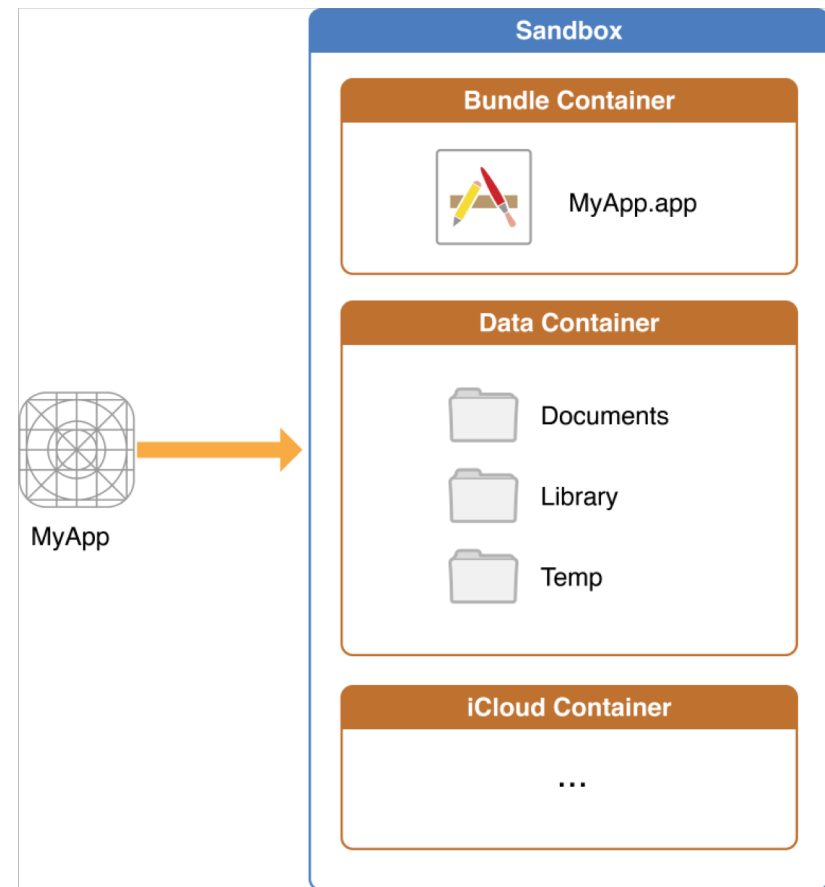 Sandbox
Bundle Container
MyApp.app
Data Container
Documents
Library
Temp
MyApp
iCloud Container
...